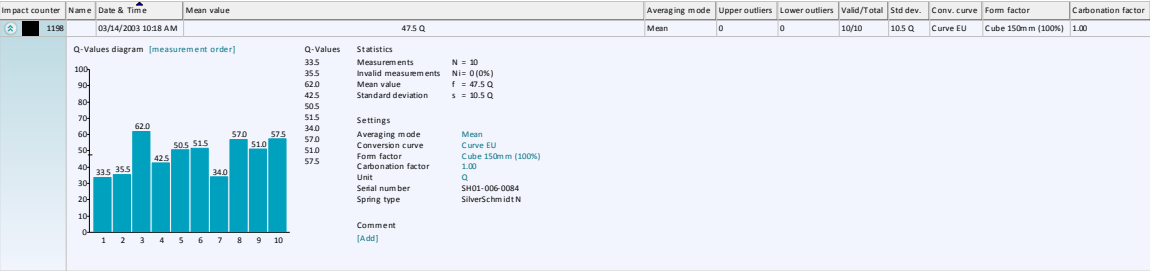 Impact counter Name Date & Time Mean value Averaging mode Upper outliers Lower outliers Valid/Total Std dev. Conv. curve Form factor Carbonation factor
1198 03/14/2003 10:18 AM 47.5 Q Mean 0 0 10/10 10.5 Q Curve EU Cube 150mm (100%) 1.00
Q-Values diagram [measurement order]
100
90
80
70
60
50
40
30
20
10
0
33.5 35.5 62.0 42.5 50.5 51.5 34.0 57.0 51.0 57.5
1 2 3 4 5 6 7 8 9 10
Q-Values
33.5
35.5
62.0
42.5
50.5
51.5
34.0
57.0
51.0
57.5
Statistics
Measurements N = 10
Invalid measurements Ni= 0 (0%)
Mean value f = 47.5 Q
Standard deviation s = 10.5 Q
Settings
Averaging mode Mean
Conversion curve Curve EU
Form factor Cube 150mm (100%)
Carbonation factor 1.00
Unit Q
Serial number SH01-006-0084
Spring type SilverSchmidt N
Comment
[Add]